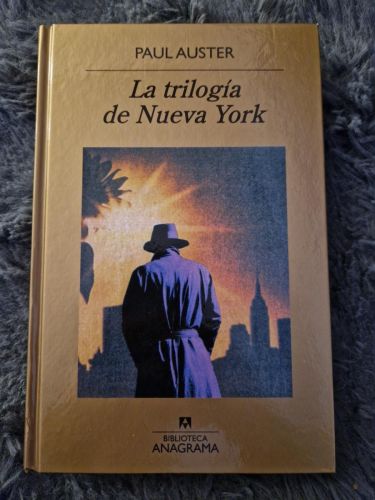 PAUL AUSTER
La trilogía
de Nueva York
BIBLIOTECA
ANAGRAMA